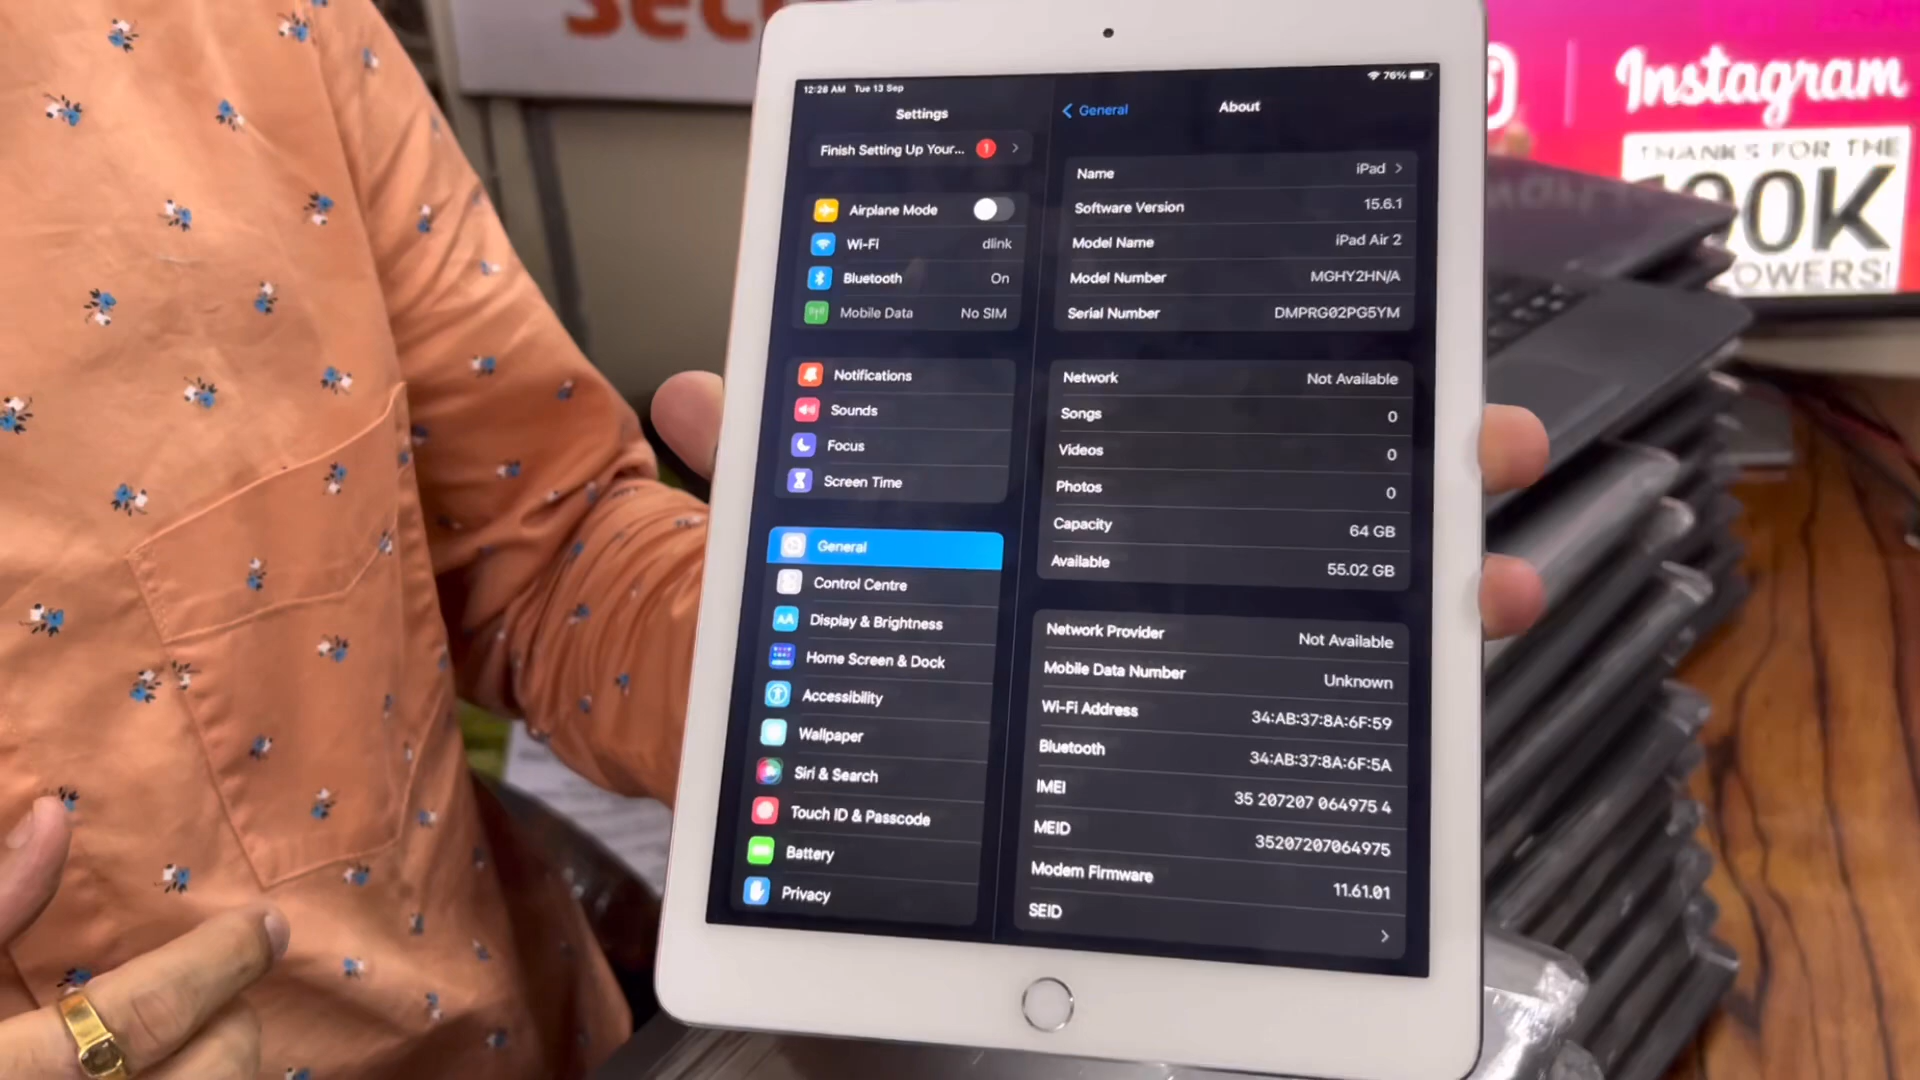 Instagram
THANKS FOR THE
OWERS!
12:28 AM Tue 13 Sep
76%
Settings
Finish Setting Up Your... 1
Airplane Mode
Wi-Fi dlink
Bluetooth On
Mobile Data No SIM
Notifications
Sounds
Focus
Screen Time
General
Control Centre
AA Display & Brightness
Home Screen & Dock
Accessibility
Wallpaper
Siri & Search
Touch ID & Passcode
Battery
Privacy
General
About
Name iPad
Software Version 15.6.1
Model Name iPad Air 2
Model Number MGHY2HN/A
Serial Number DMPRG02PG5YM
Network Not Available
Songs 0
Videos 0
Photos 0
Capacity 64 GB
Available 55.02 GB
Network Provider Not Available
Mobile Data Number Unknown
Wi-Fi Address 34:AB:37:8A:6F:59
Bluetooth 34:AB:37:8A:6F:5A
IMEI 35 207207 064975 4
MEID 35207207064975
Modem Firmware 11.61.01
SEID